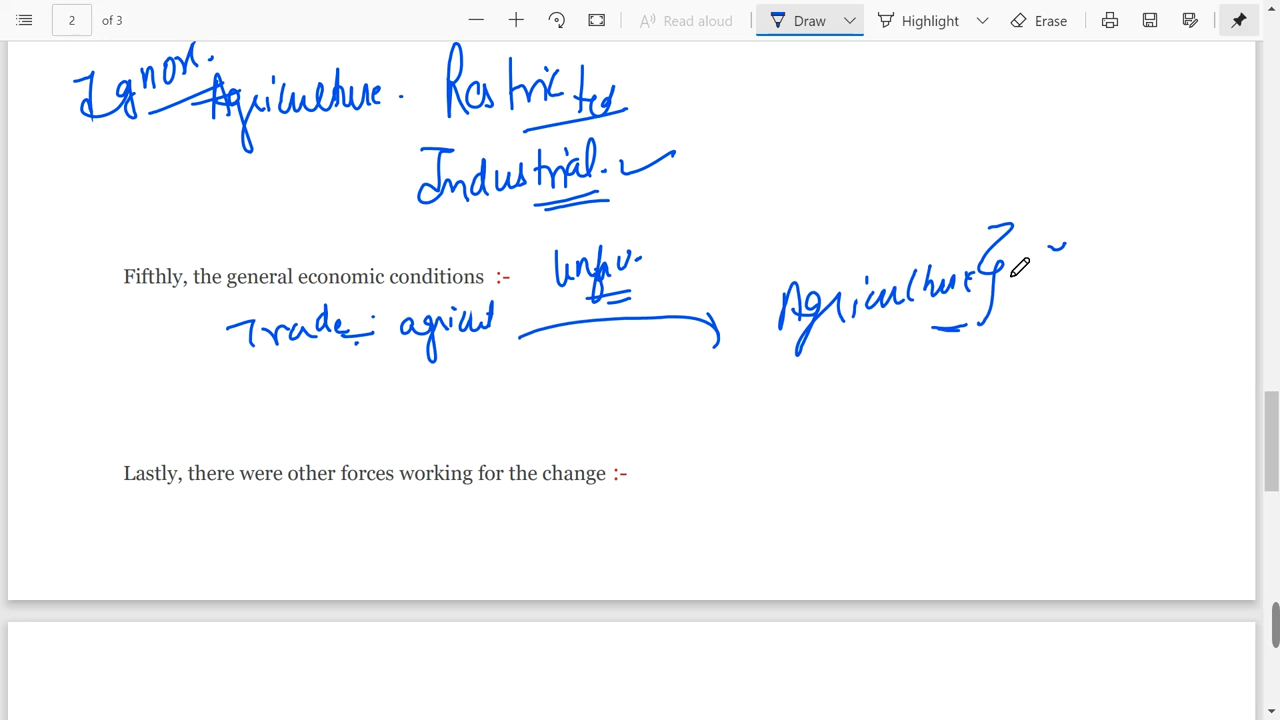 2 of 3 Read aloud Draw Highlight Erase
Ignor. Agriculture. Restricted
Industrial.
Unfav.
Fifthly, the general economic conditions :-
Trade: agricult Agriculture
Lastly, there were other forces working for the change :-